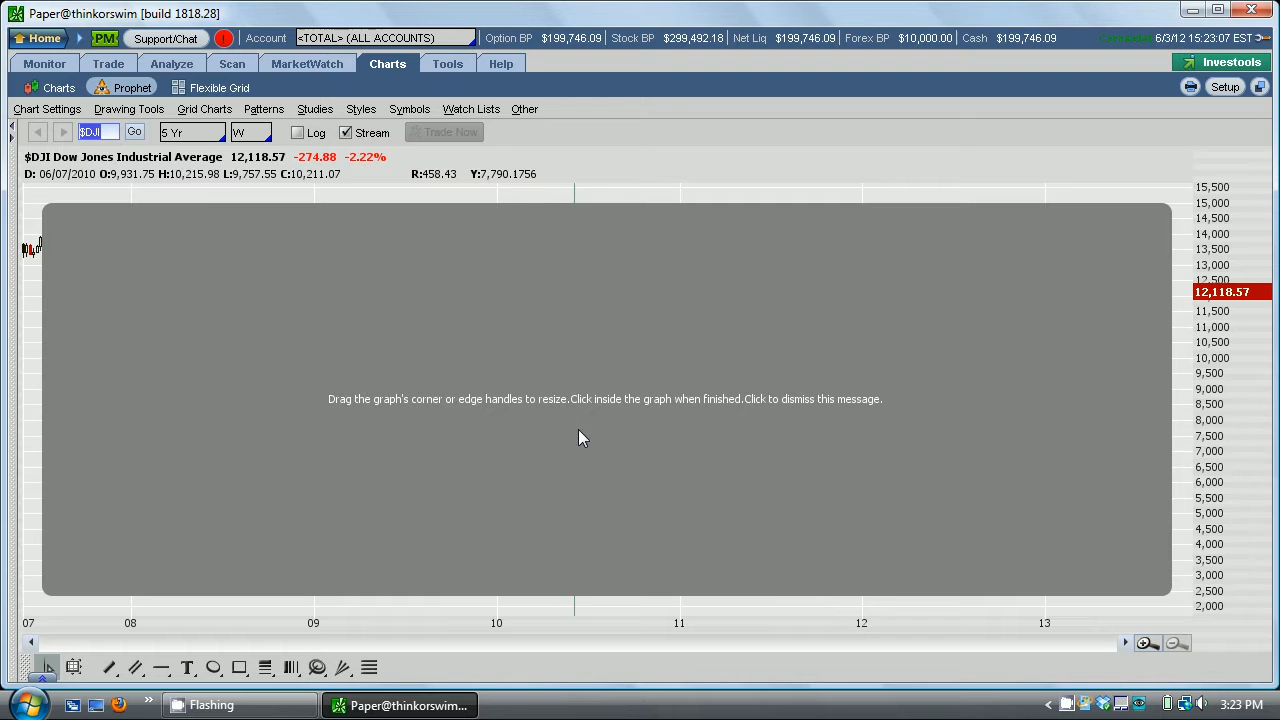 Paper@thinkorswim [build 1818.28]
Home PM Support/Chat Account <TOTAL> (ALL ACCOUNTS) Option BP $199,746.09 Stock BP $299,492.18 Net Liq $199,746.09 Forex BP $10,000.00 Cash $199,746.09 6/3/12 15:23:07 EST
Monitor Trade Analyze Scan MarketWatch Charts Tools Help Investools
Charts Prophet Flexible Grid Setup
Chart Settings Drawing Tools Grid Charts Patterns Studies Styles Symbols Watch Lists Other
$DJI Go 5 Yr W Log Stream Trade Now
$DJI Dow Jones Industrial Average 12,118.57 -274.88 -2.22%
D: 06/07/2010 O:9,931.75 H:10,215.98 L:9,757.55 C:10,211.07 R:458.43 Y:7,790.1756
15,500
15,000
14,500
14,000
13,500
13,000
12,500
12,118.57
11,500
11,000
10,500
10,000
9,500
9,000
8,500
8,000
7,500
7,000
6,500
6,000
5,500
5,000
4,500
4,000
3,500
3,000
2,500
2,000
Drag the graph's corner or edge handles to resize.Click inside the graph when finished.Click to dismiss this message.
07 08 09 10 11 12 13
T
Flashing Paper@thinkorswim... 3:23 PM